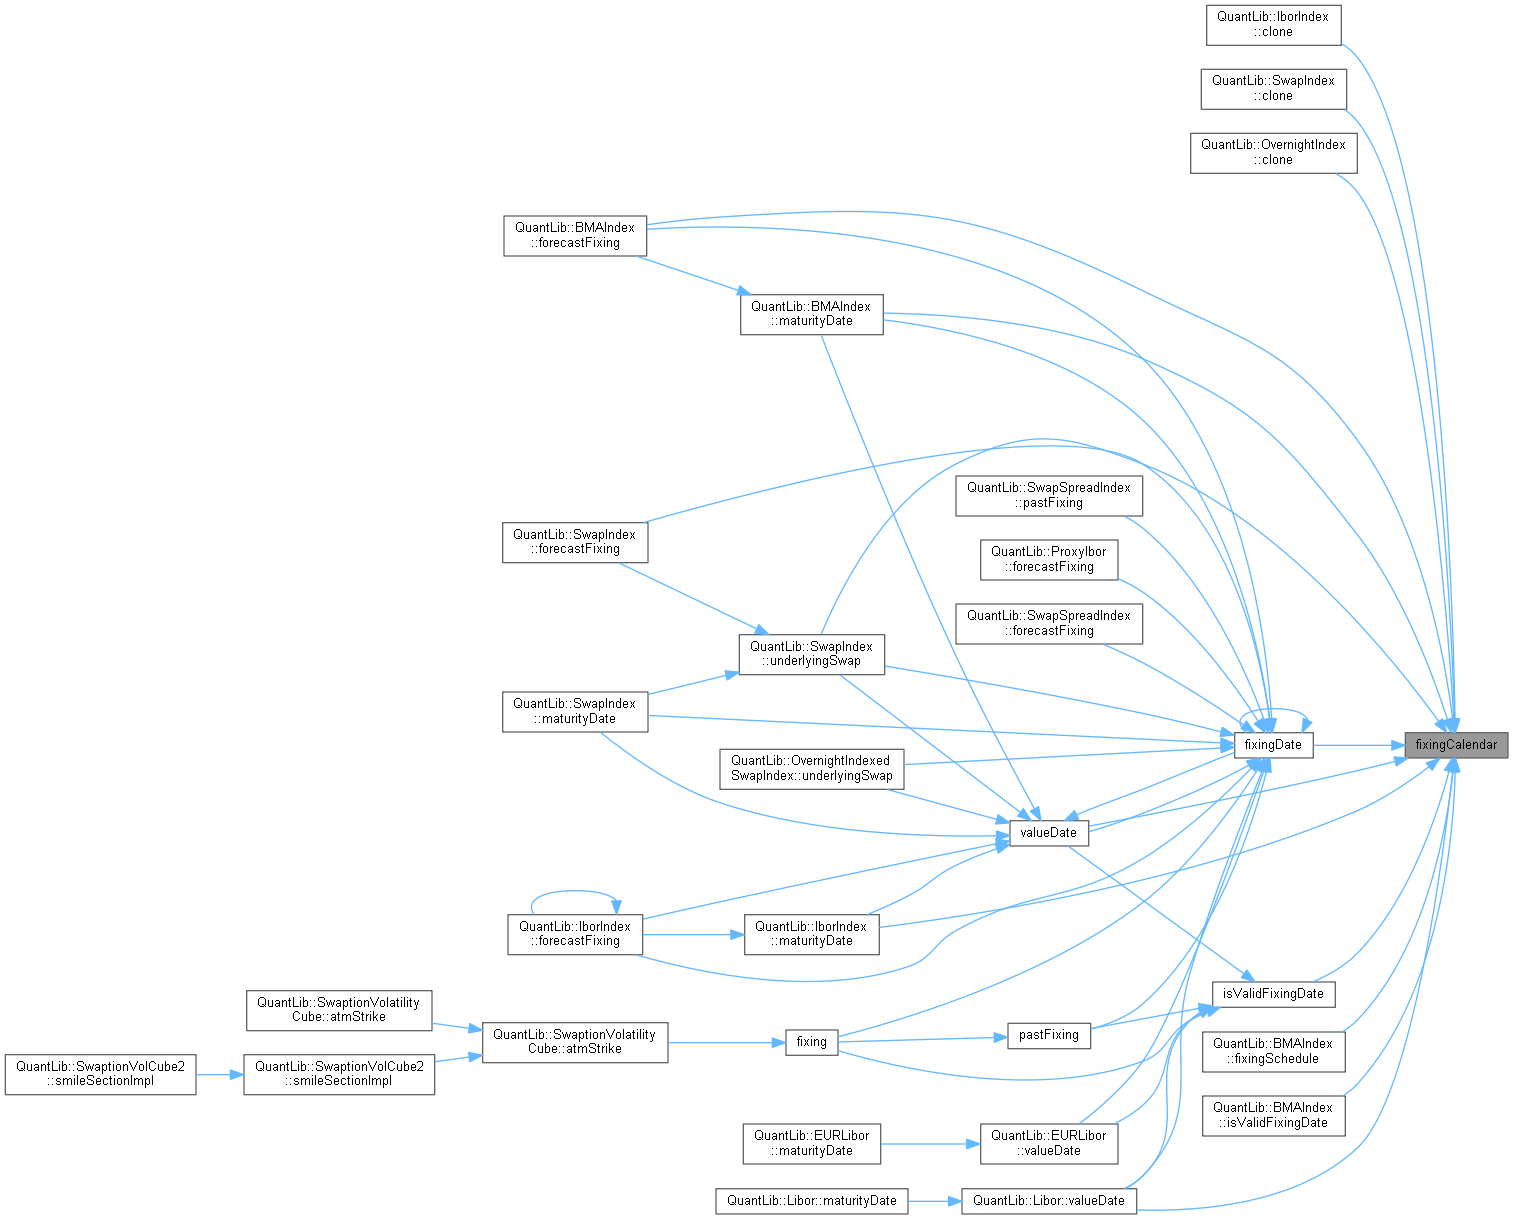 QuantLib::IborIndex
::clone
QuantLib::SwapIndex
::clone
QuantLib::OvernightIndex
::clone
QuantLib::BMAIndex
::forecastFixing
QuantLib::BMAIndex
::maturityDate
QuantLib::SwapSpreadIndex
::pastFixing
QuantLib::SwapIndex
::forecastFixing
QuantLib::ProxyIbor
::forecastFixing
QuantLib::SwapSpreadIndex
::forecastFixing
QuantLib::SwapIndex
::underlyingSwap
QuantLib::SwapIndex
::maturityDate
fixingDate
fixingCalendar
QuantLib::OvernightIndexed
SwapIndex::underlyingSwap
valueDate
QuantLib::IborIndex
::forecastFixing
QuantLib::IborIndex
::maturityDate
isValidFixingDate
QuantLib::SwaptionVolatility
Cube::atmStrike
QuantLib::SwaptionVolatility
Cube::atmStrike
fixing
pastFixing
QuantLib::BMAIndex
::fixingSchedule
QuantLib::SwaptionVolCube2
::smileSectionImpl
QuantLib::SwaptionVolCube2
::smileSectionImpl
QuantLib::BMAIndex
::isValidFixingDate
QuantLib::EURLibor
::maturityDate
QuantLib::EURLibor
::valueDate
QuantLib::Libor::maturityDate
QuantLib::Libor::valueDate